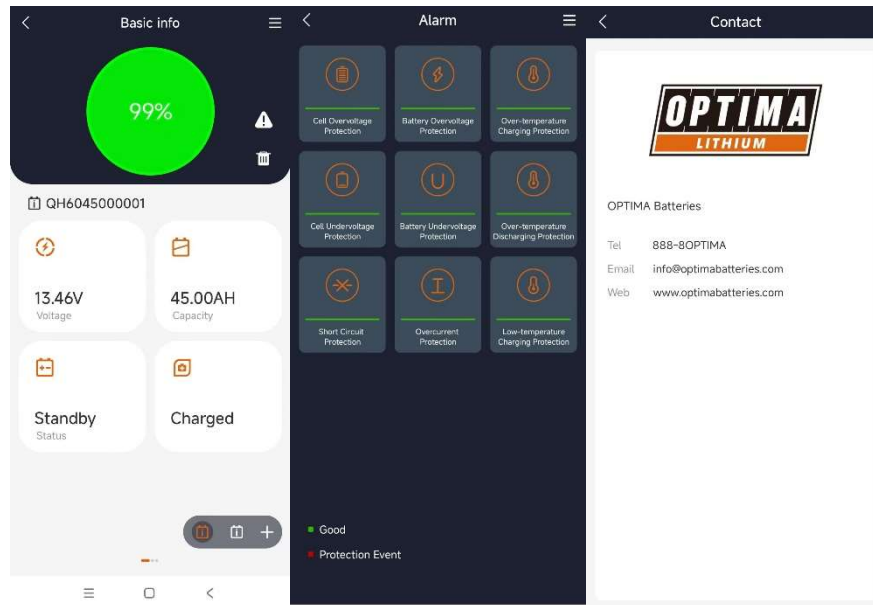 Basic info
99%
QH6045000001
13.46V
Voltage
45.00AH
Capacity
Standby
Status
Charged
Alarm
Cell Overvoltage
Protection
Battery Overvoltage
Protection
Over-temperature
Charging Protection
Cell Undervoltage
Protection
Battery Undervoltage
Protection
Over-temperature
Discharging Protection
Short Circuit
Protection
Overcurrent
Protection
Low-temperature
Charging Protection
Good
Protection Event
Contact
OPTIMA
LITHIUM
OPTIMA Batteries
Tel 888-8OPTIMA
Email info@optimabatteries.com
Web www.optimabatteries.com